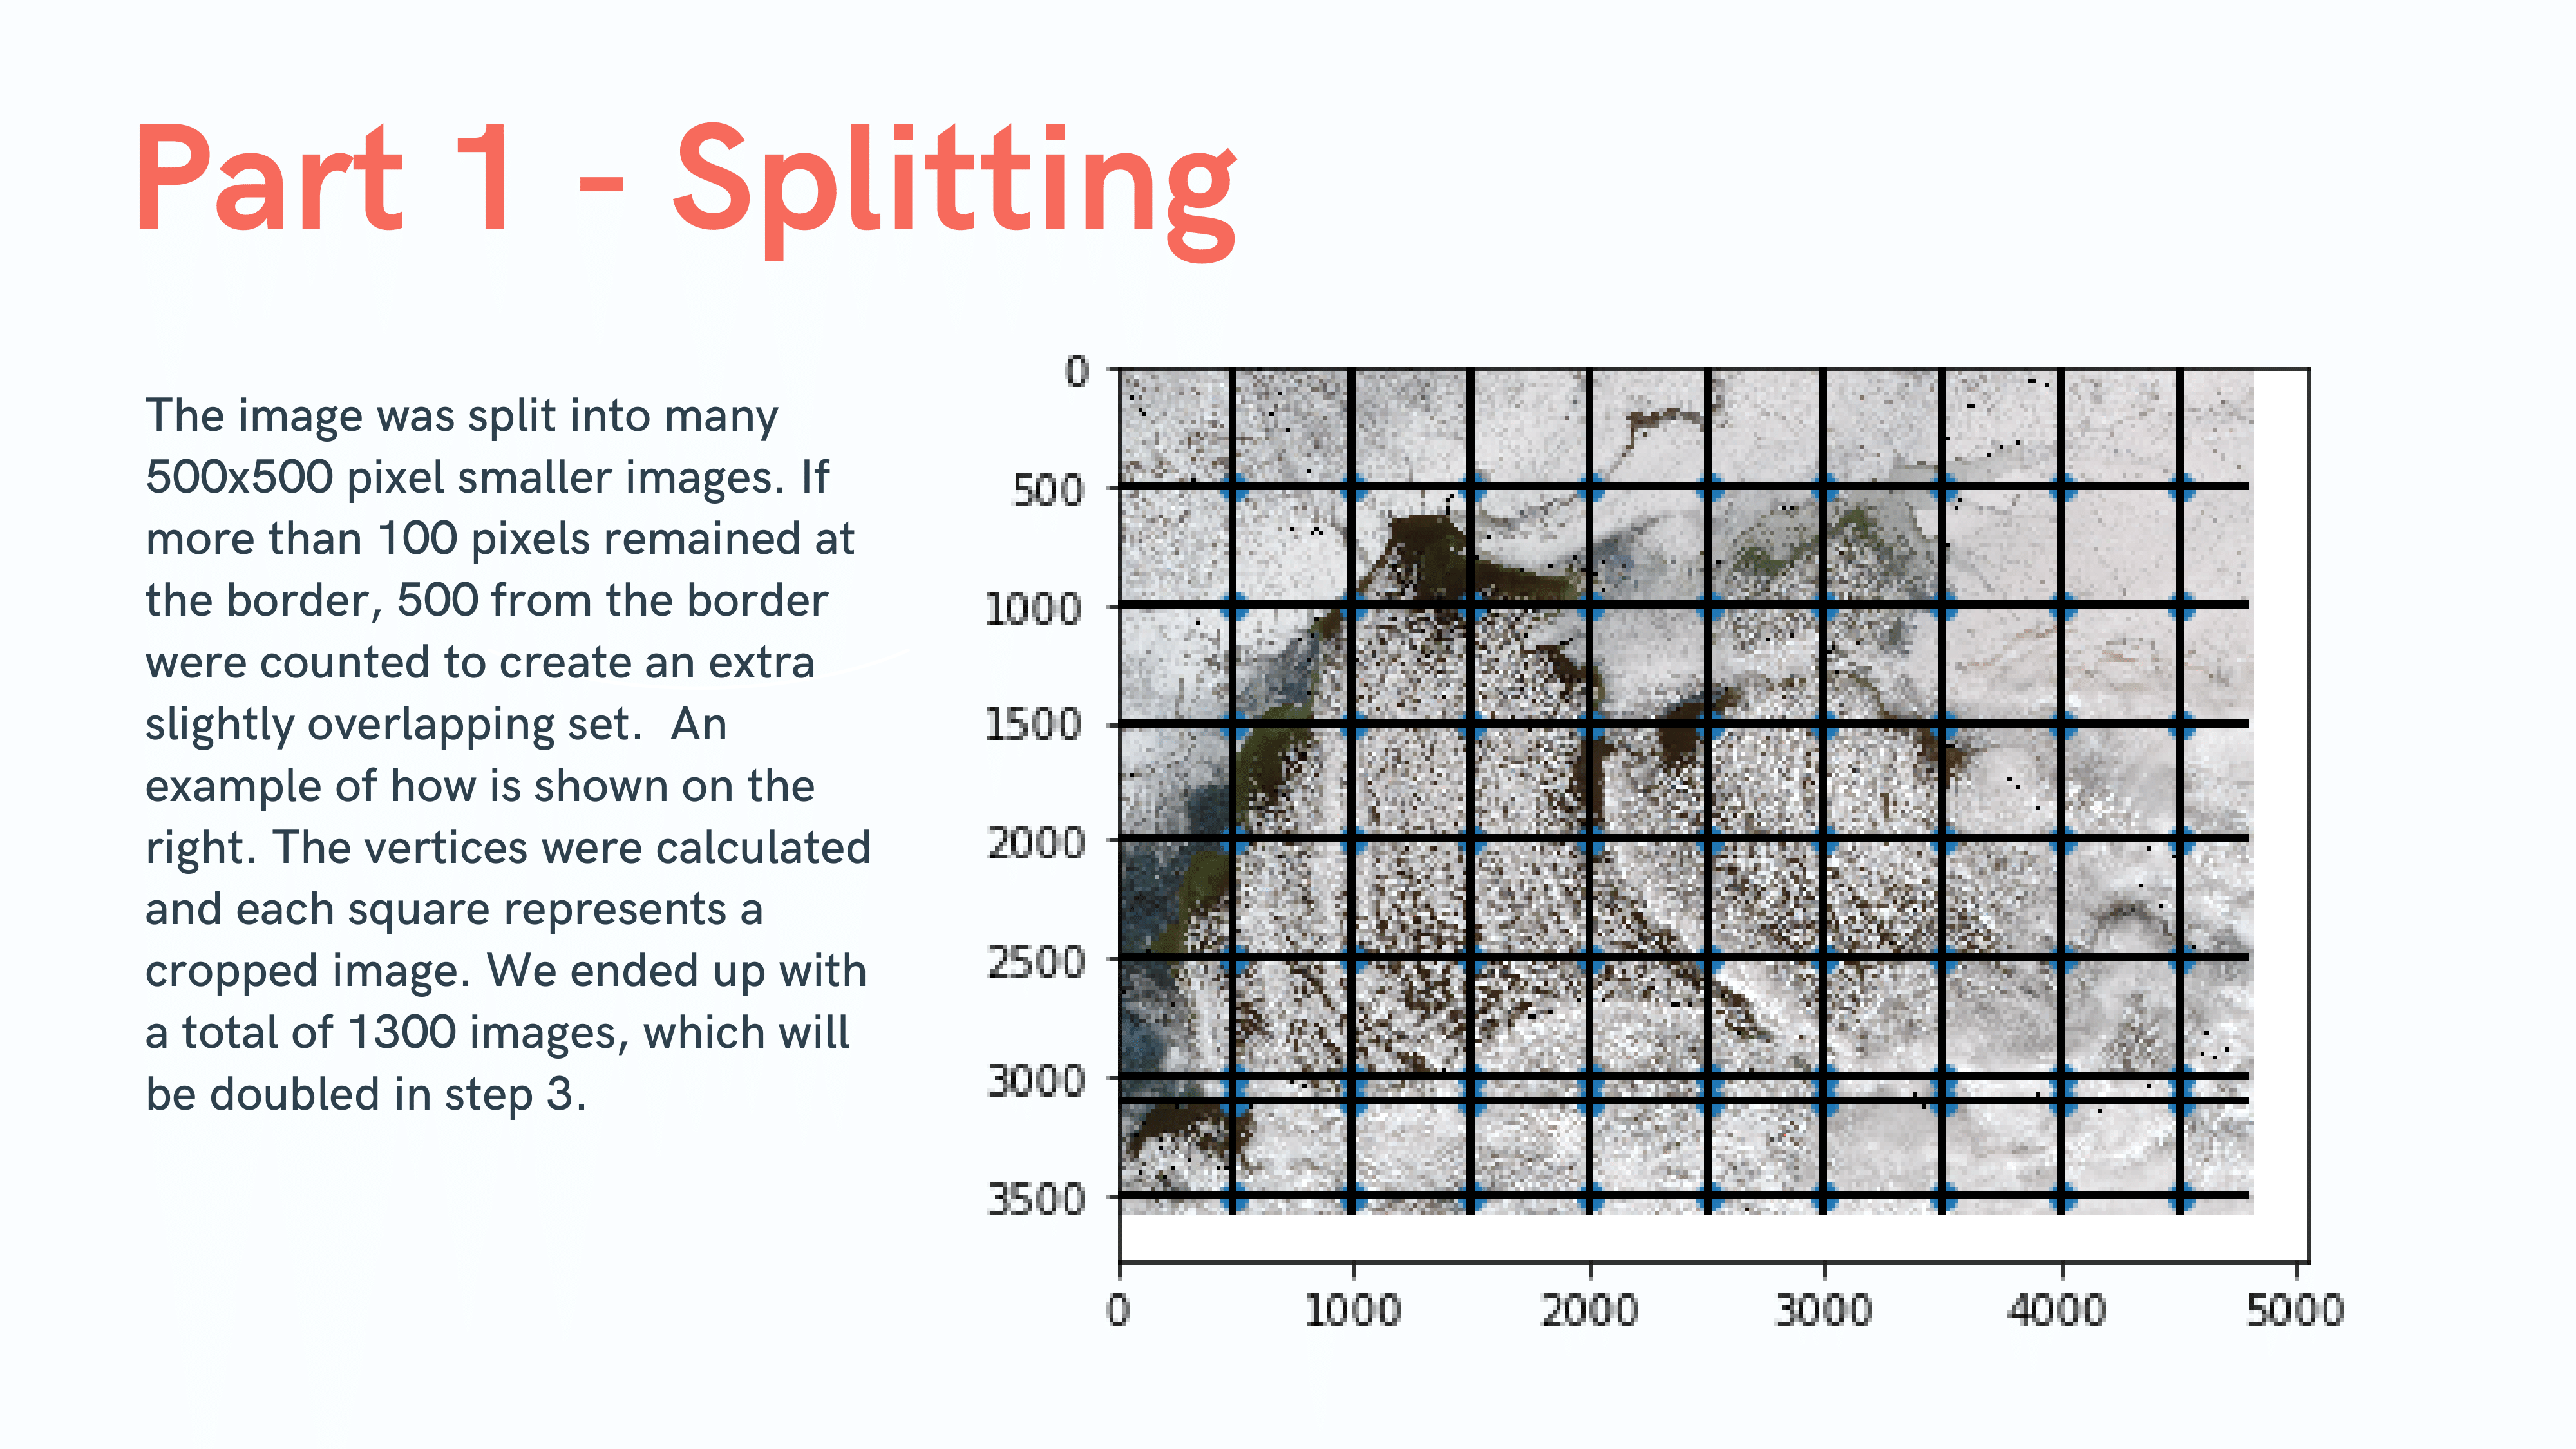 Part 1 - Splitting
The image was split into many
500x500 pixel smaller images. If
more than 100 pixels remained at
the border, 500 from the border
were counted to create an extra
slightly overlapping set.  An
example of how is shown on the
right. The vertices were calculated
and each square represents a
cropped image. We ended up with
a total of 1300 images, which will
be doubled in step 3.
0
500
1000
1500
2000
2500
3000
3500
0 1000 2000 3000 4000 5000